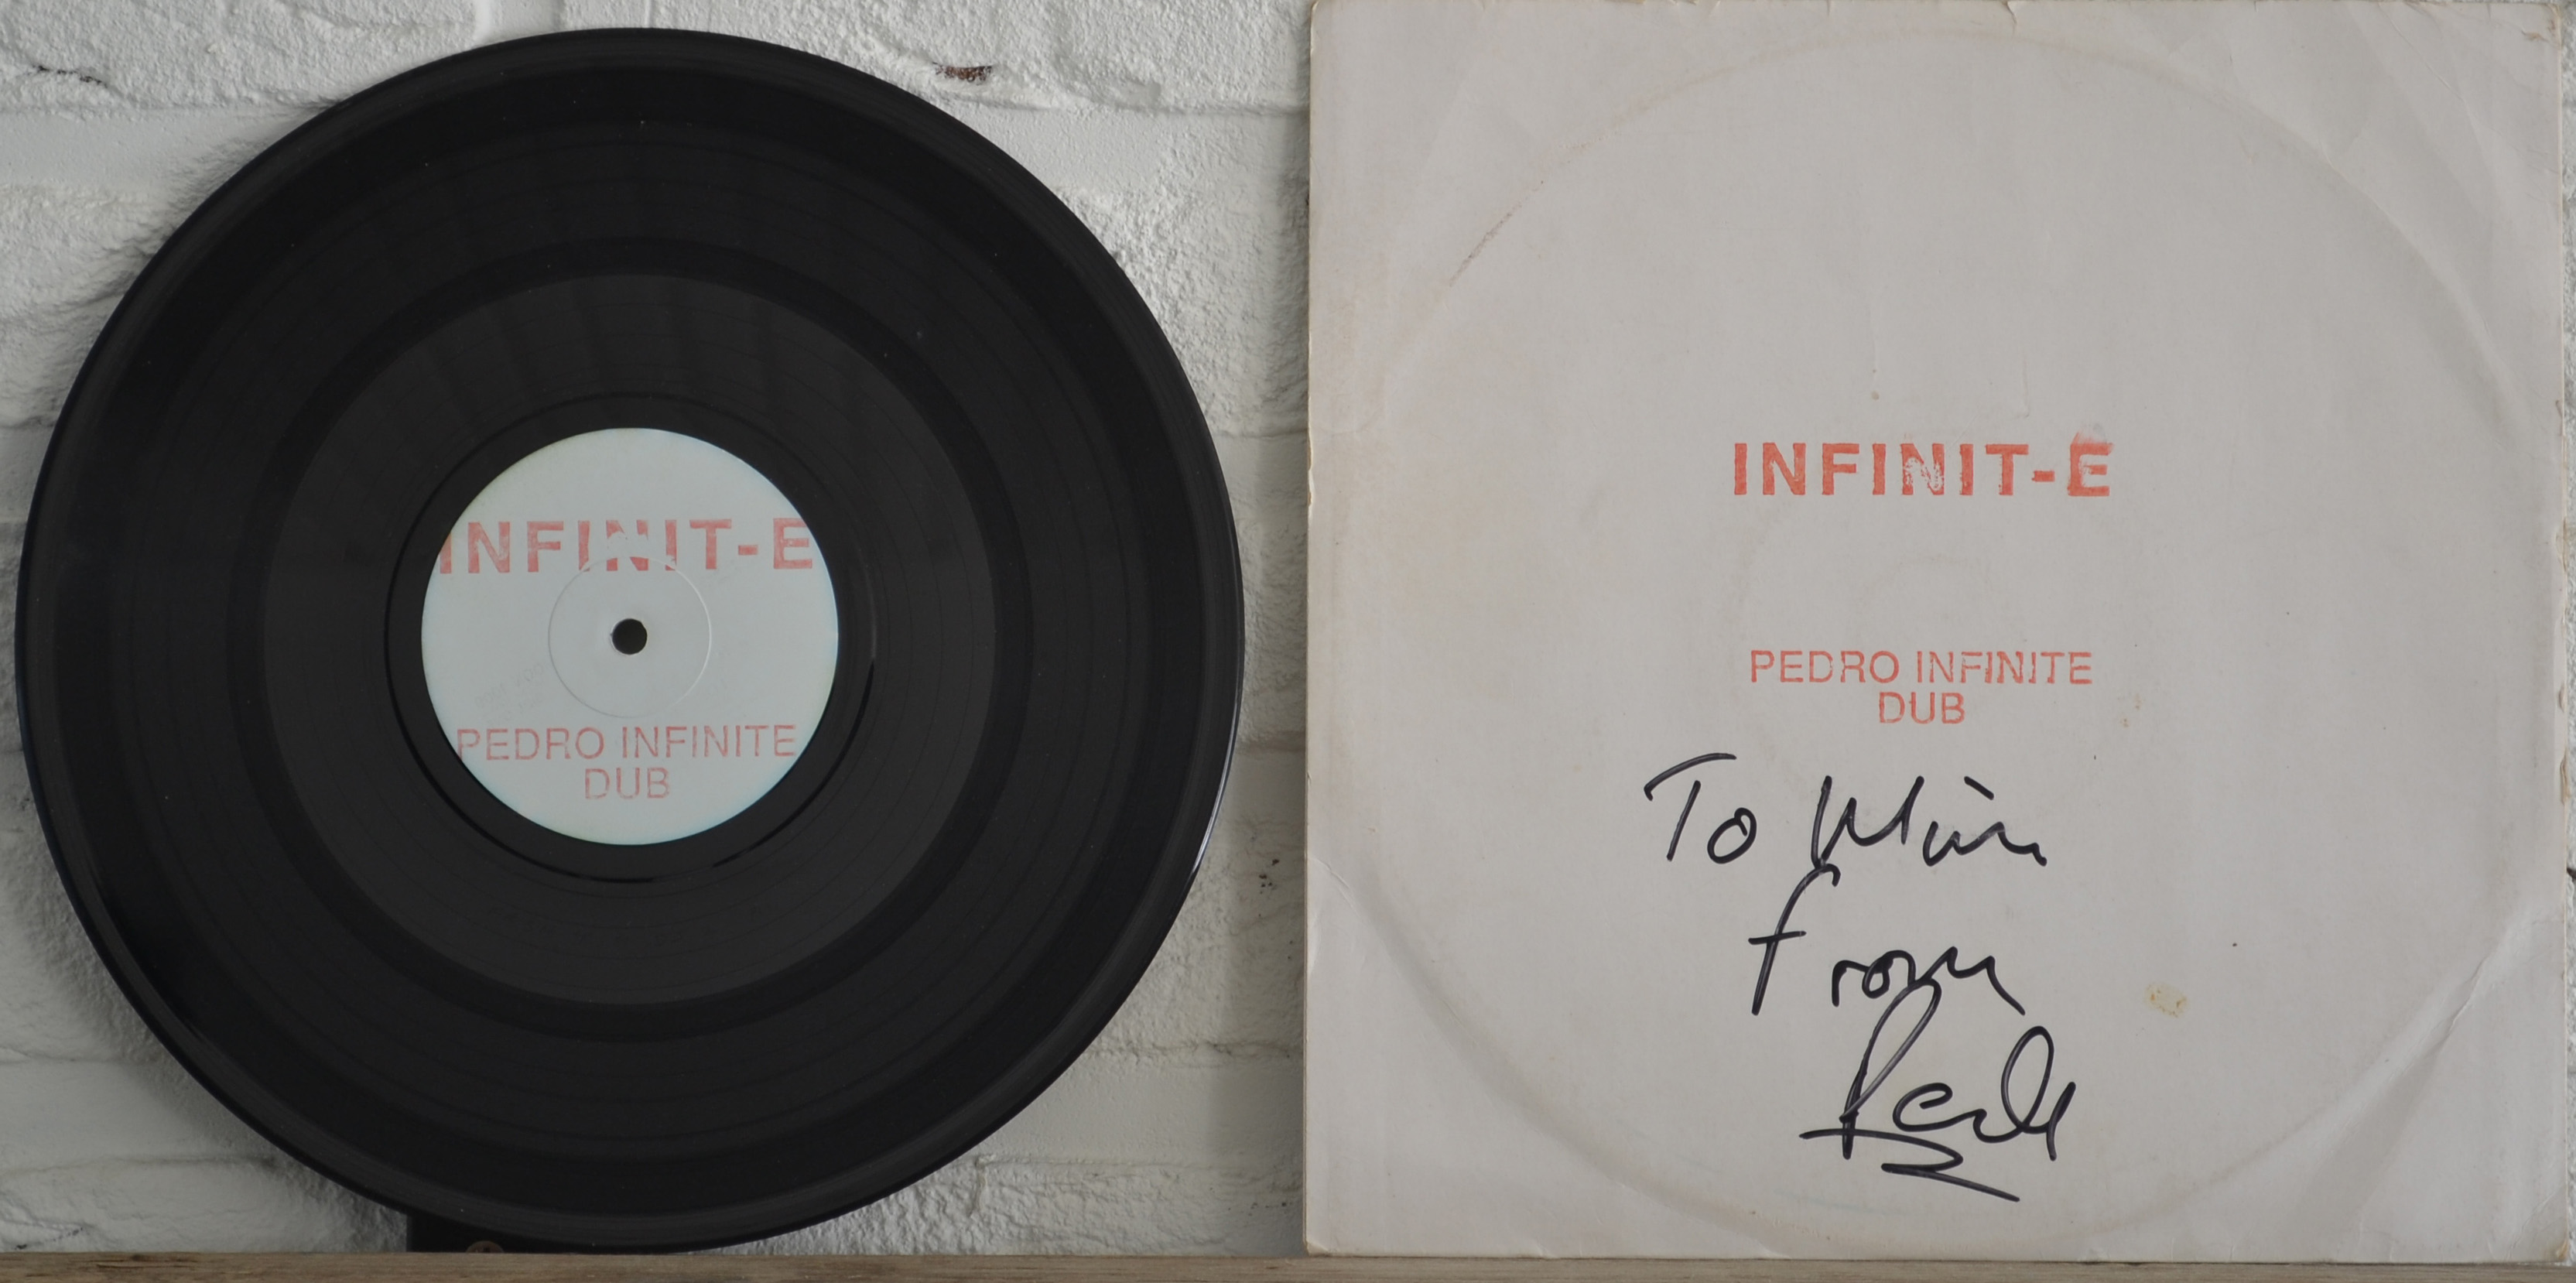 INFINIT-E
PEDRO INFINITE
DUB
INFINIT-E
PEDRO INFINITE
DUB
To
from